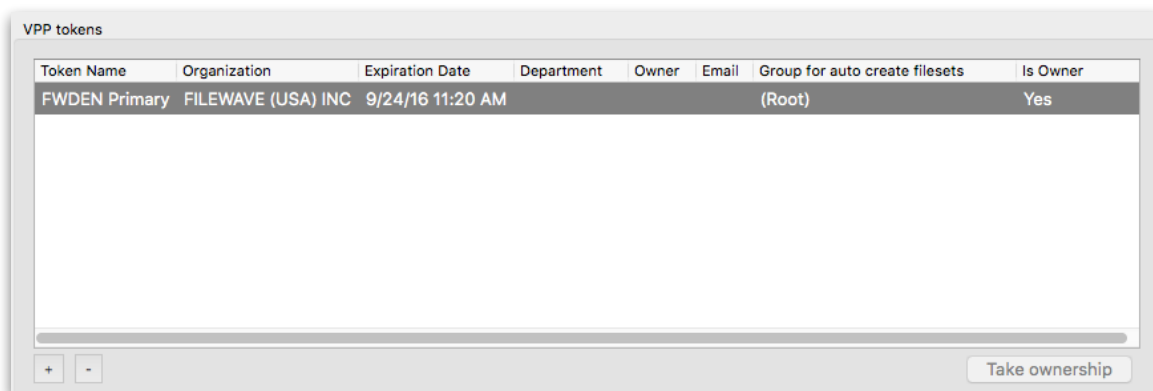 VPP tokens
Token Name Organization Expiration Date Department Owner Email Group for auto create filesets Is Owner
FWDEN Primary FILEWAVE (USA) INC 9/24/16 11:20 AM (Root) Yes
+ - Take ownership